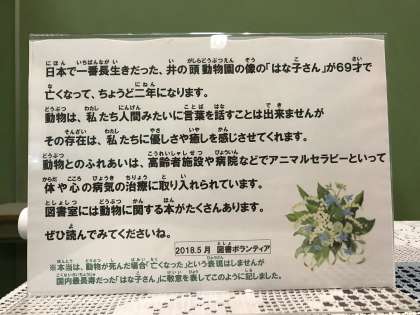 日本で一番長生きだった、井の頭動物園の像の「はな子さん」が69才で
亡くなって、ちょうど二年になります。
動物は、私たち人間みたいに言葉を話すことは出来ませんが
その存在は、私たちに優しさや癒しを感じさせてくれます。
動物とのふれあいは、高齢者施設や病院などでアニマルセラピーといって
体や心の病気の治療に取り入れられています。
図書室には動物に関する本がたくさんあります。
ぜひ読んでみてくださいね。
2018.5月 図書ボランティア
※本当は、動物が死んだ場合「亡くなった」という表現はしませんが
国内最長寿だった「はな子さん」に敬意を表してこのように記しました。